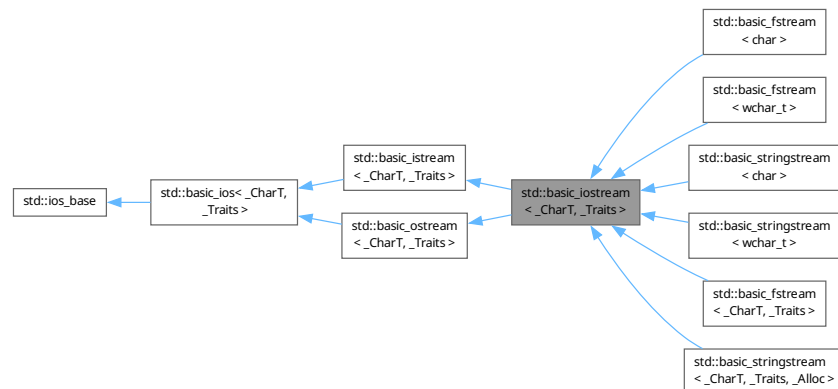 std::basic_fstream
< char >
std::basic_fstream
< wchar_t >
std::basic_istream
< _CharT, _Traits >
std::basic_stringstream
< char >
std::ios_base
std::basic_ios< _CharT,
_Traits >
std::basic_iostream
< _CharT, _Traits >
std::basic_ostream
< _CharT, _Traits >
std::basic_stringstream
< wchar_t >
std::basic_fstream
< _CharT, _Traits >
std::basic_stringstream
< _CharT, _Traits, _Alloc >